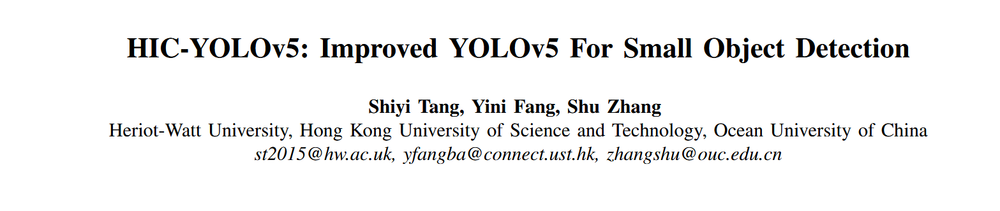 HIC-YOLOv5: Improved YOLOv5 For Small Object Detection
Shiyi Tang, Yini Fang, Shu Zhang
Heriot-Watt University, Hong Kong University of Science and Technology, Ocean University of China
st2015@hw.ac.uk, yfangba@connect.ust.hk, zhangshu@ouc.edu.cn